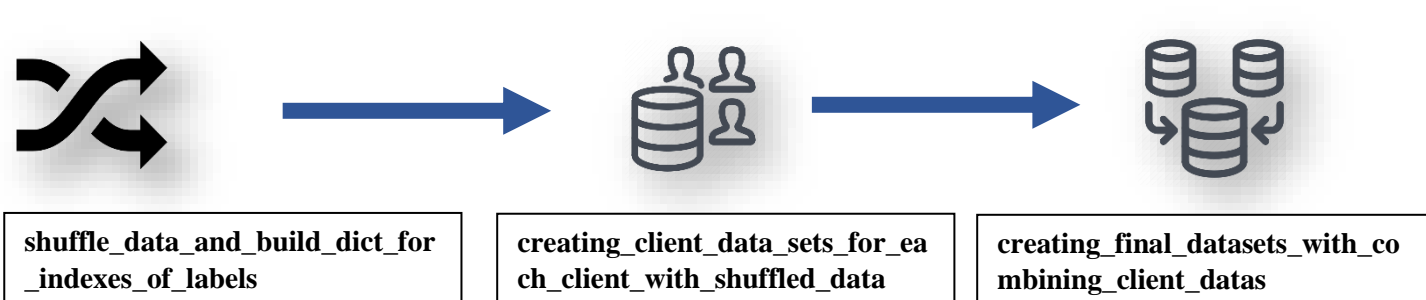 shuffle_data_and_build_dict_for
_indexes_of_labels
creating_client_data_sets_for_ea
ch_client_with_shuffled_data
creating_final_datasets_with_co
mbining_client_datas